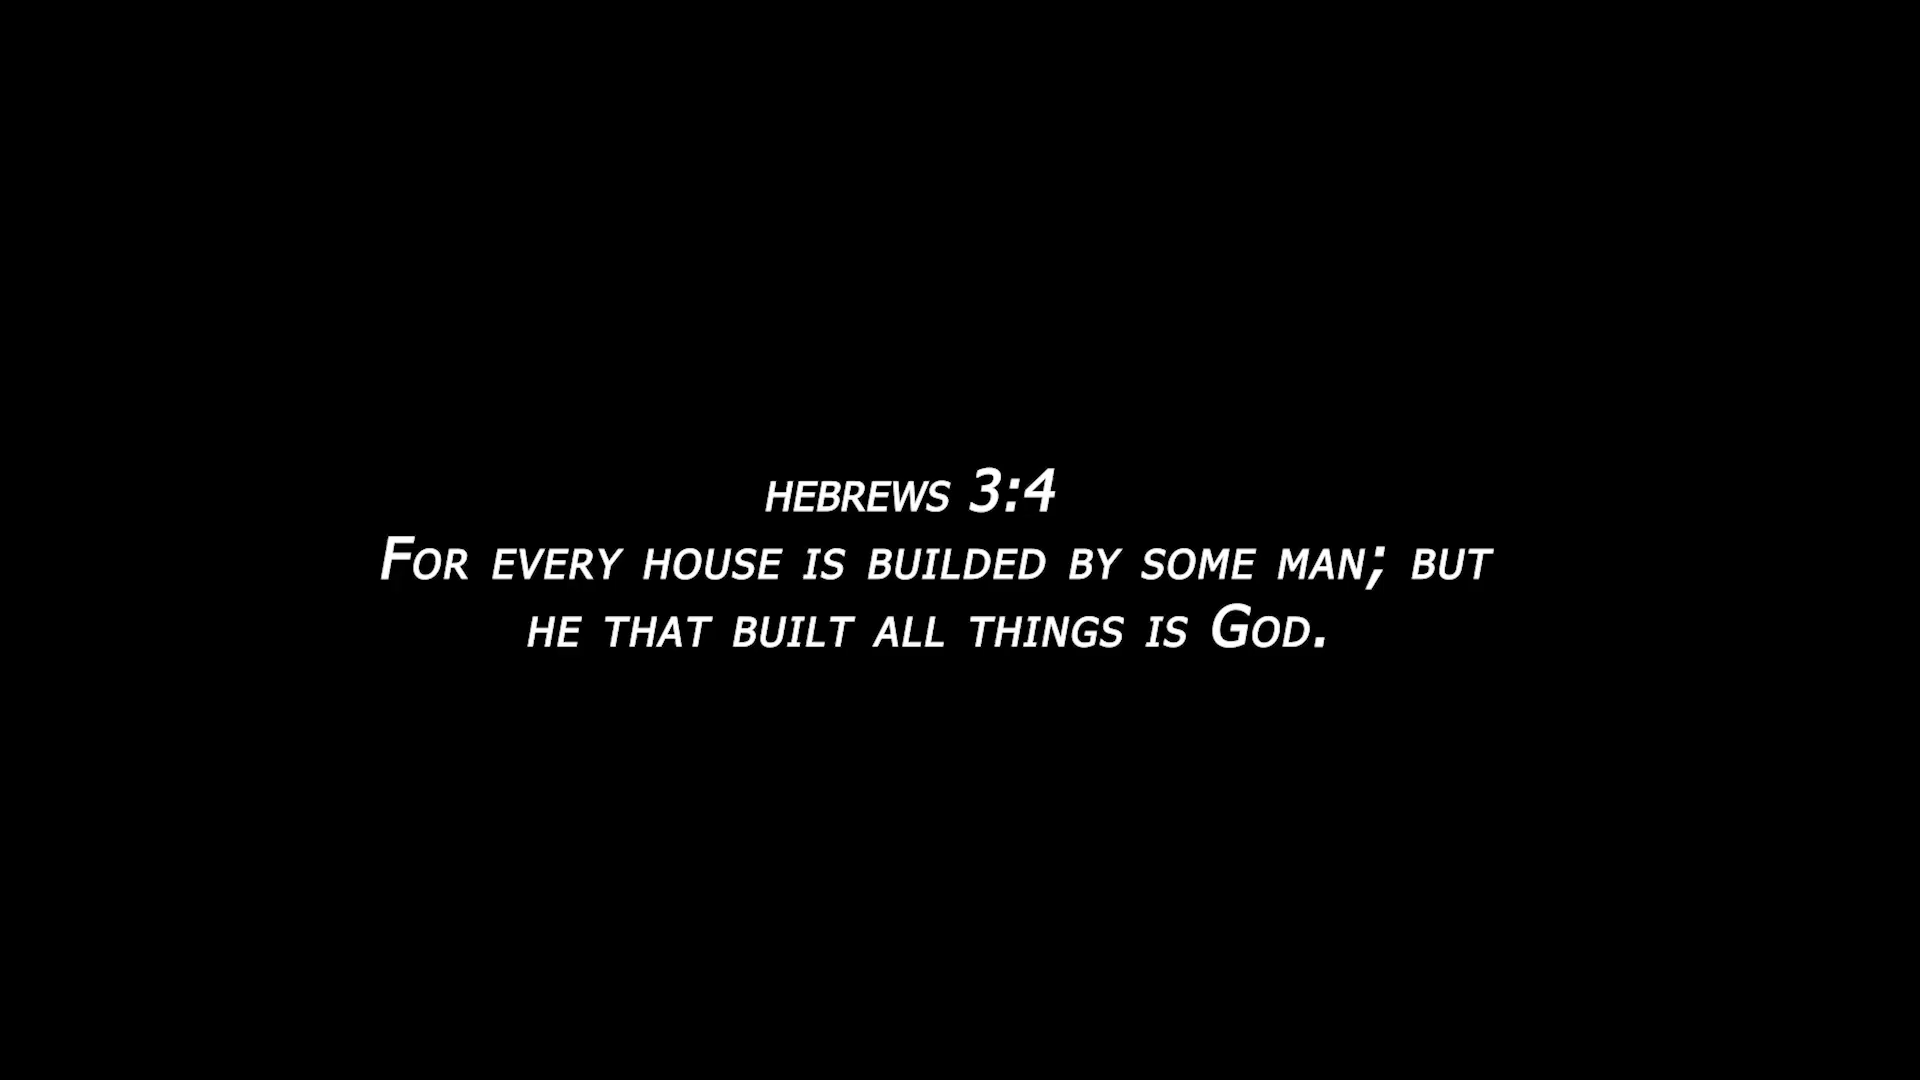 HEBREWS 3:4
FOR EVERY HOUSE IS BUILDED BY SOME MAN; BUT
HE THAT BUILT ALL THINGS IS GOD.